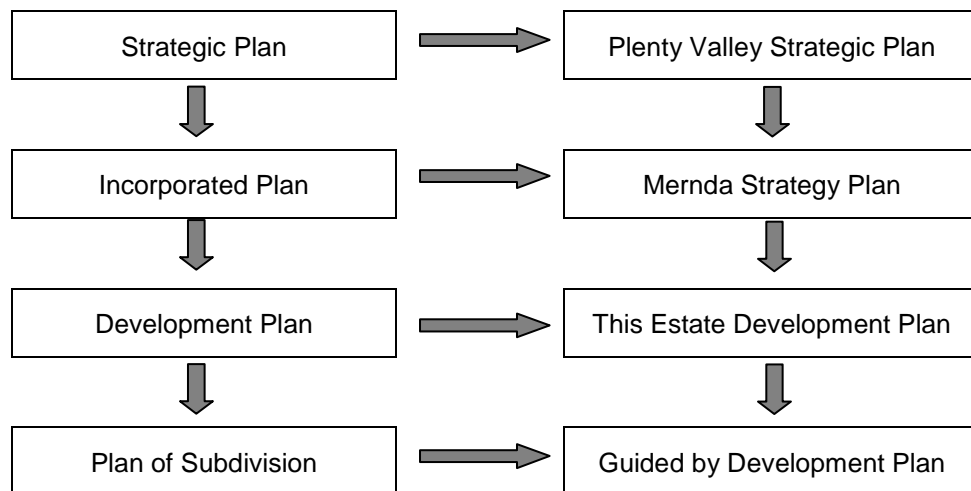 Strategic Plan
Plenty Valley Strategic Plan
Incorporated Plan
Mernda Strategy Plan
Development Plan
This Estate Development Plan
Plan of Subdivision
Guided by Development Plan